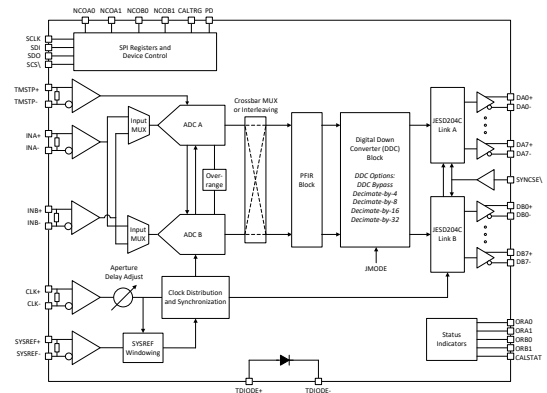 NCOA0 NCOA1 NCOB0 NCOB1 CALTRG PD
SCLK
SDI
SDO
SCS\
SPI Registers and
Device Control
TMSTP+
TMSTP-
INA+
INA-
Input
MUX
ADC A
Crossbar MUX
or Interleaving
Over-
range
INB+
INB-
Input
MUX
ADC B
PFIR
Block
Digital Down
Converter (DDC)
Block
DDC Options:
DDC Bypass
Decimate-by-4
Decimate-by-8
Decimate-by-16
Decimate-by-32
JMODE
JESD204C
Link A
DA0+
DA0-
DA7+
DA7-
SYNCSE\
JESD204C
Link B
DB0+
DB0-
DB7+
DB7-
CLK+
CLK-
Aperture
Delay Adjust
Clock Distribution
and Synchronization
SYSREF+
SYSREF-
SYSREF
Windowing
TDIODE+
TDIODE-
Status
Indicators
ORA0
ORA1
ORB0
ORB1
CALSTAT